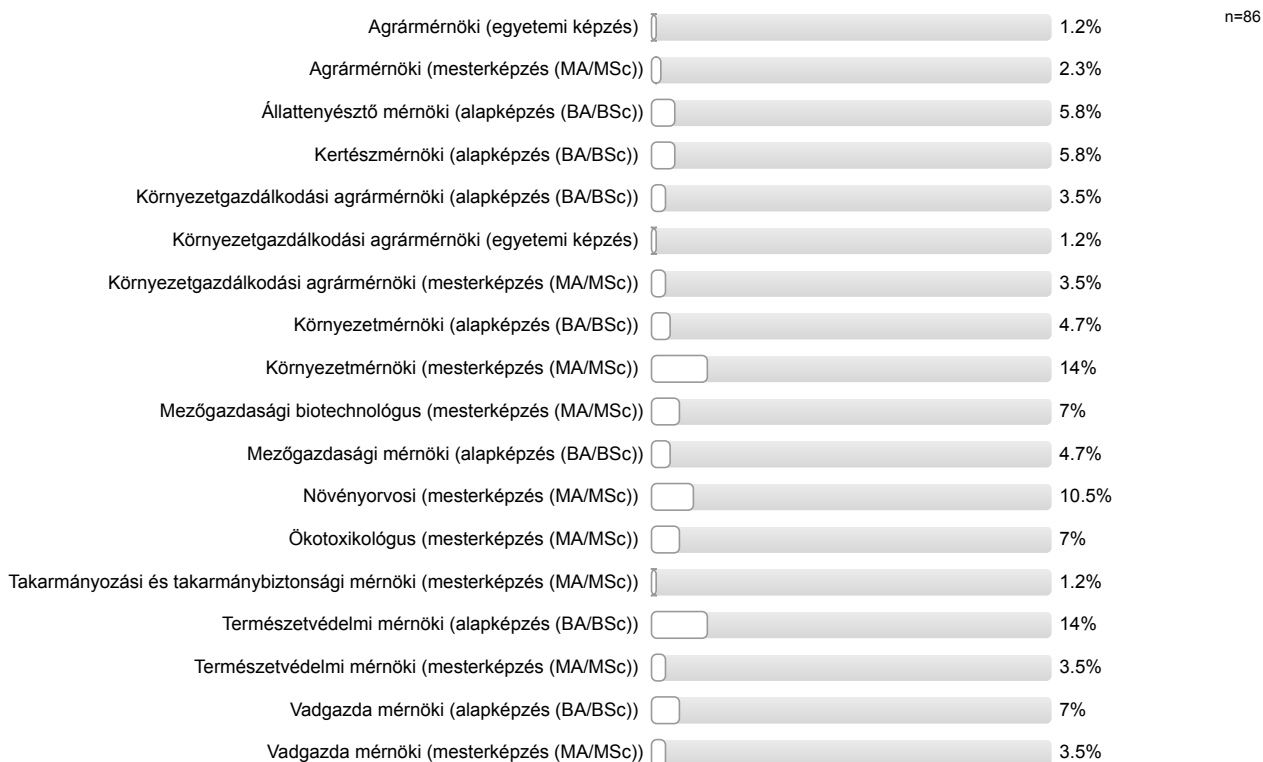 Agrármérnöki (egyetemi képzés) 1.2% n=86
Agrármérnöki (mesterképzés (MA/MSc)) 2.3%
Állattenyésztő mérnöki (alapképzés (BA/BSc)) 5.8%
Kertészmérnöki (alapképzés (BA/BSc)) 5.8%
Környezetgazdálkodási agrármérnöki (alapképzés (BA/BSc)) 3.5%
Környezetgazdálkodási agrármérnöki (egyetemi képzés) 1.2%
Környezetgazdálkodási agrármérnöki (mesterképzés (MA/MSc)) 3.5%
Környezetmérnöki (alapképzés (BA/BSc)) 4.7%
Környezetmérnöki (mesterképzés (MA/MSc)) 14%
Mezőgazdasági biotechnológus (mesterképzés (MA/MSc)) 7%
Mezőgazdasági mérnöki (alapképzés (BA/BSc)) 4.7%
Növényorvosi (mesterképzés (MA/MSc)) 10.5%
Ökotoxikológus (mesterképzés (MA/MSc)) 7%
Takarmányozási és takarmánybiztonsági mérnöki (mesterképzés (MA/MSc)) 1.2%
Természetvédelmi mérnöki (alapképzés (BA/BSc)) 14%
Természetvédelmi mérnöki (mesterképzés (MA/MSc)) 3.5%
Vadgazda mérnöki (alapképzés (BA/BSc)) 7%
Vadgazda mérnöki (mesterképzés (MA/MSc)) 3.5%